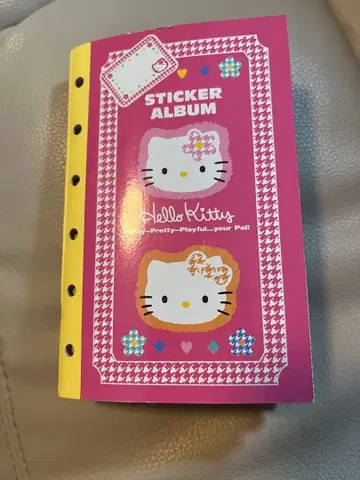 STICKER
ALBUM
Hello Kitty
Pretty~Playful...your Pal!